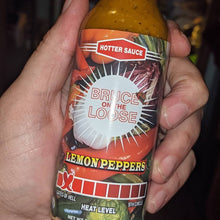 HOTTER SAUCE
BRUCE
ON THE
LOOSE
LEMON PEPPERS
HEAT LEVEL